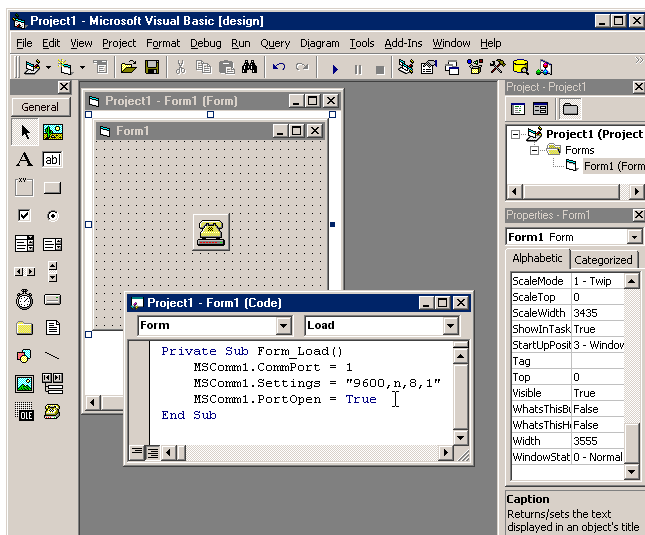 Project1 - Microsoft Visual Basic [design]
File Edit View Project Format Debug Run Query Diagram Tools Add-Ins Window Help
General
A
ab
XY
OLE
Project1 - Form1 (Form)
Form1
Project1 - Form1 (Code)
Form Load
Private Sub Form_Load()
MSComm1.CommPort = 1
MSComm1.Settings = "9600,n,8,1"
MSComm1.PortOpen = True
End Sub
Project - Project1
Project1 (Project
Forms
Form1 (Form
Properties - Form1
Form1 Form
Alphabetic Categorized
ScaleMode 1 - Twip
ScaleTop 0
ScaleWidth 3435
ShowInTask True
StartUpPosit 3 - Window
Tag
Top 0
Visible True
WhatsThisBu False
WhatsThisHe False
Width 3555
WindowStat 0 - Normal
Caption
Returns/sets the text
displayed in an object's title